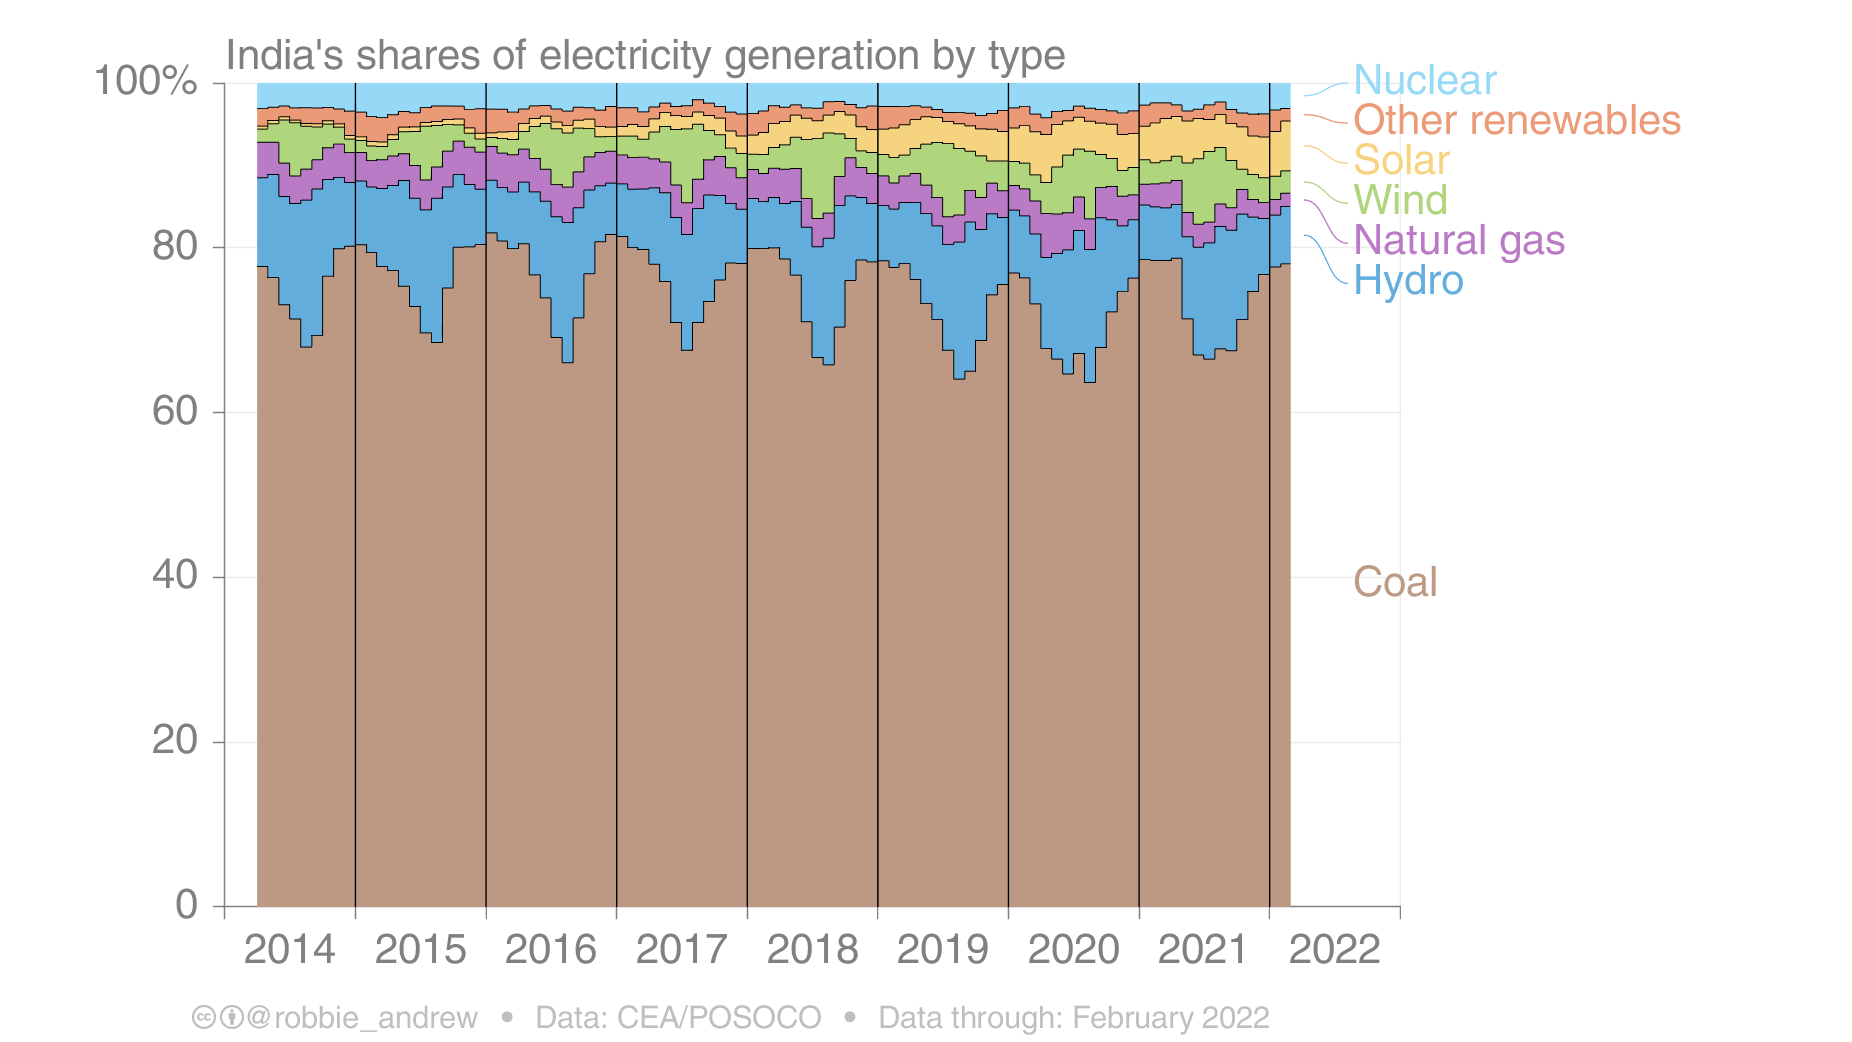 India's shares of electricity generation by type
100%
80
60
40
20
0
Nuclear
Other renewables
Solar
Wind
Natural gas
Hydro
Coal
2014 2015 2016 2017 2018 2019 2020 2021 2022
cc @robbie_andrew • Data: CEA/POSOCO • Data through: February 2022